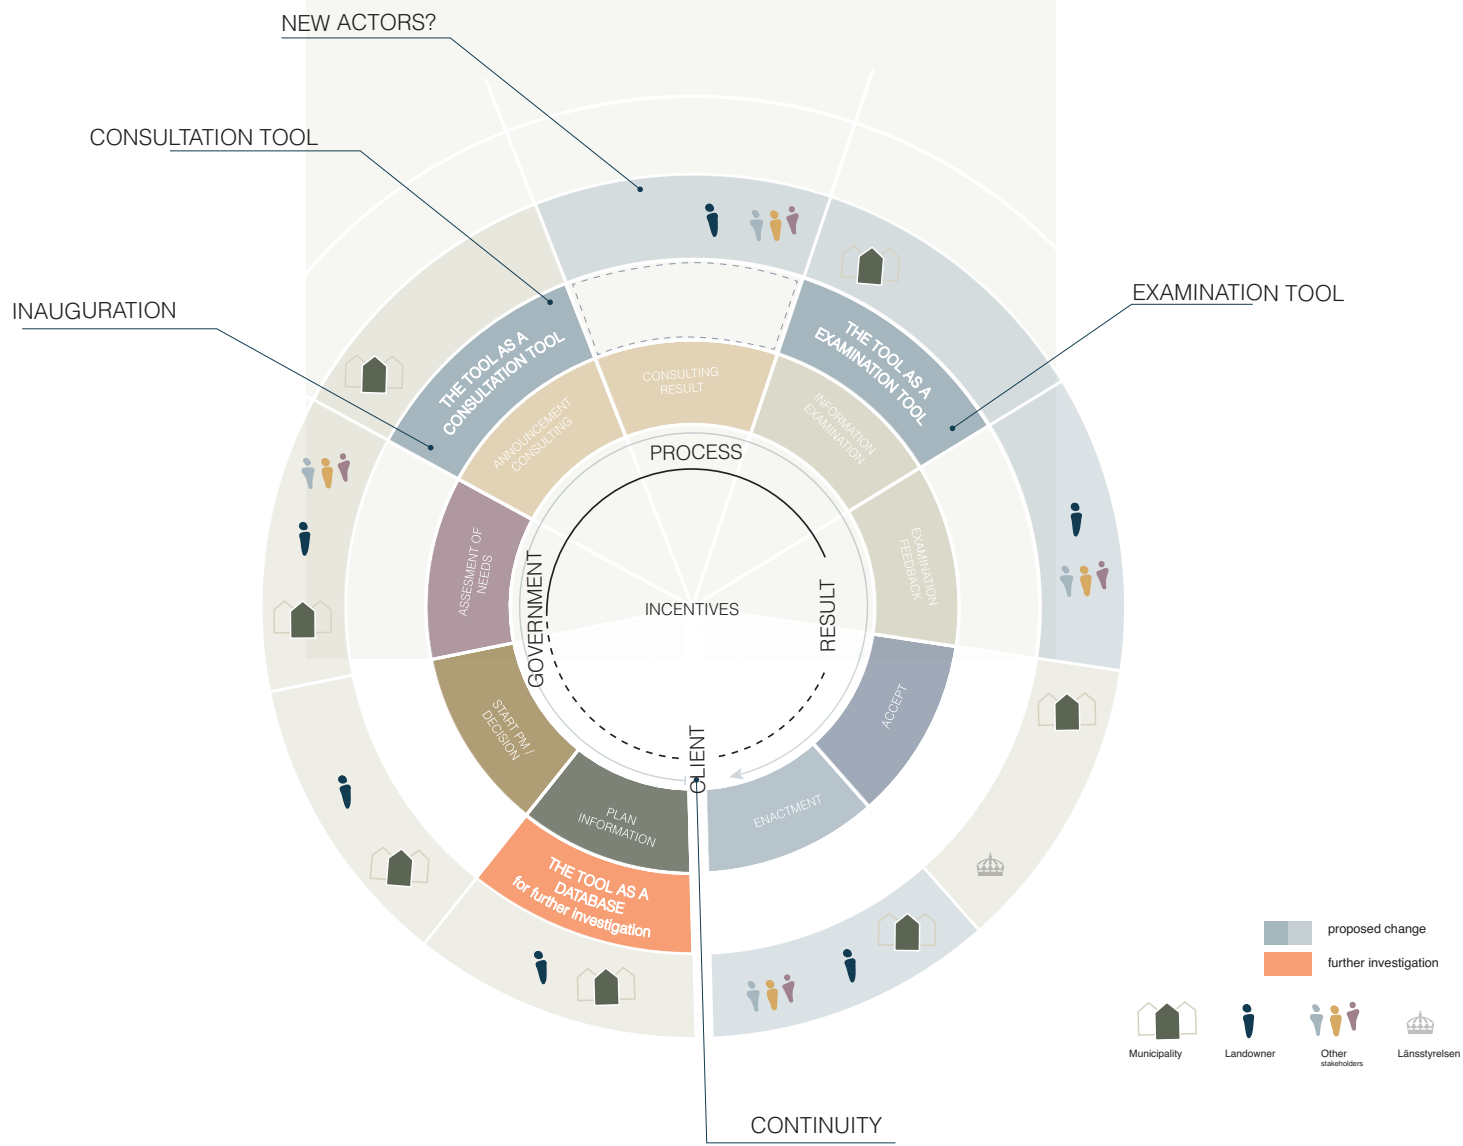 NEW ACTORS?
CONSULTATION TOOL
INAUGURATION
EXAMINATION TOOL
THE TOOL AS A
CONSULTATION TOOL
THE TOOL AS A
EXAMINATION TOOL
ANNOUNCEMENT
CONSULTING
CONSULTING
RESULT
INFORMATION
EXAMINATION
EXAMINATION
FEEDBACK
ASSESMENT OF
NEEDS
PROCESS
GOVERNMENT
INCENTIVES
RESULT
CLIENT
START PM /
DECISION
ACCEPT
PLAN
INFORMATION
ENACTMENT
THE TOOL AS A
DATABASE
for further investigation
proposed change
further investigation
Municipality
Landowner
Other
stakeholders
Länsstyrelsen
CONTINUITY